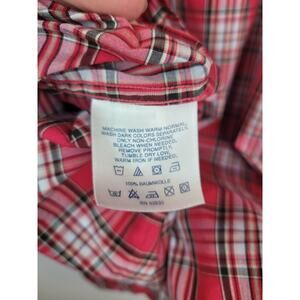 MACHINE WASH WARM NORMAL,
WASH DARK COLORS SEPARATELY,
ONLY NON-CHLORINE
BLEACH WHEN NEEDED,
REMOVE PROMPTLY,
TUMBLE DRY LOW,
WARM IRON IF NEEDED.
100% BAUMWOLLE
RN